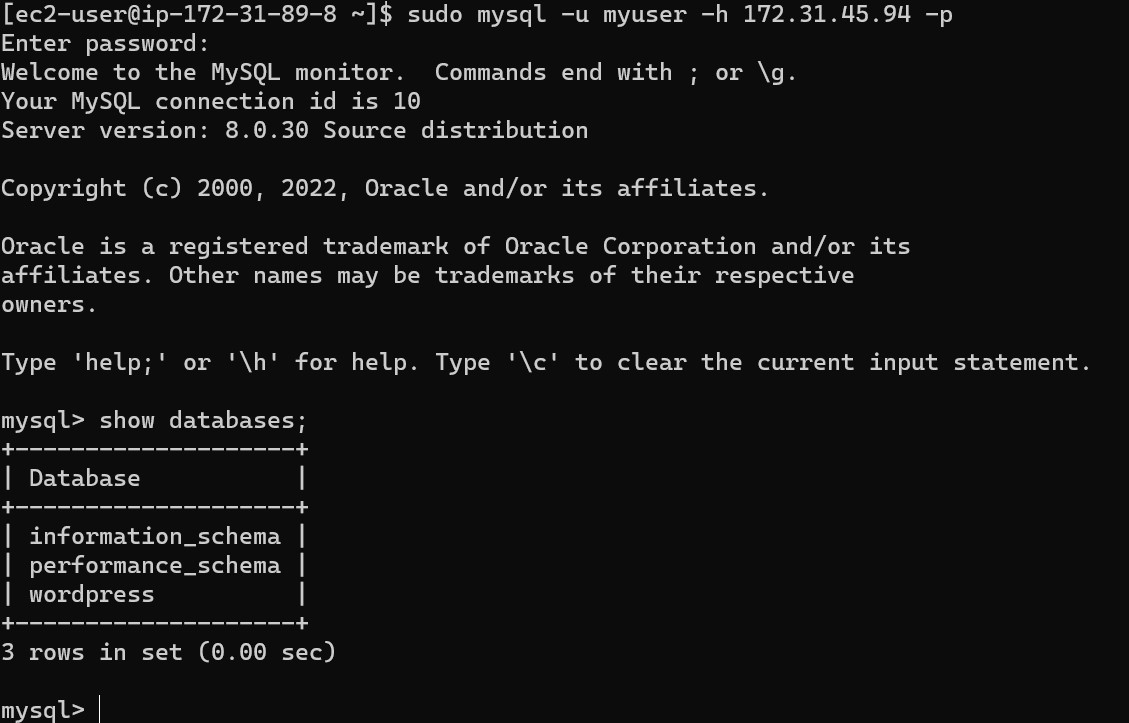 [ec2-user@ip-172-31-89-8 ~]$ sudo mysql -u myuser -h 172.31.45.94 -p
Enter password:
Welcome to the MySQL monitor.  Commands end with ; or \g.
Your MySQL connection id is 10
Server version: 8.0.30 Source distribution

Copyright (c) 2000, 2022, Oracle and/or its affiliates.

Oracle is a registered trademark of Oracle Corporation and/or its
affiliates. Other names may be trademarks of their respective
owners.

Type 'help;' or '\h' for help. Type '\c' to clear the current input statement.

mysql> show databases;
+--------------------+
| Database           |
+--------------------+
| information_schema |
| performance_schema |
| wordpress          |
+--------------------+
3 rows in set (0.00 sec)

mysql>